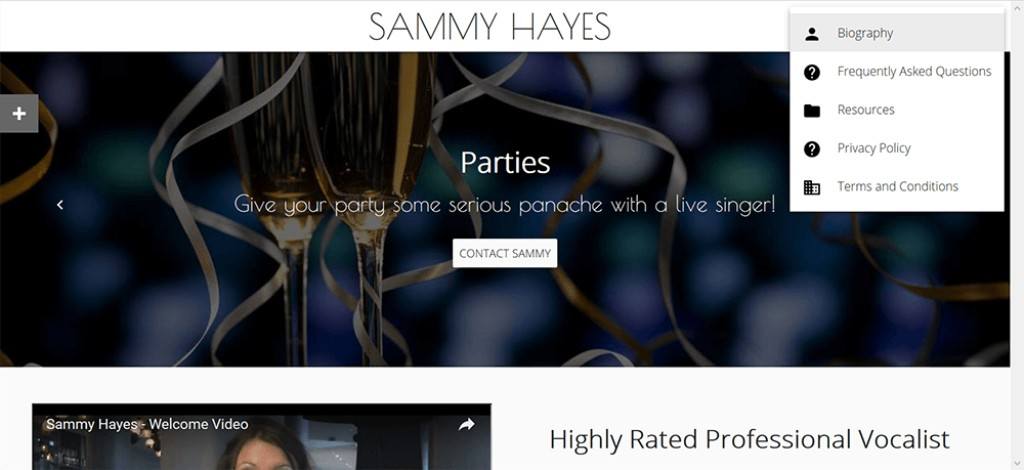 SAMMY HAYES
Biography
Frequently Asked Questions
Resources
Privacy Policy
Terms and Conditions
Parties
Give your party some serious panache with a live singer!
CONTACT SAMMY
Sammy Hayes - Welcome Video
Highly Rated Professional Vocalist